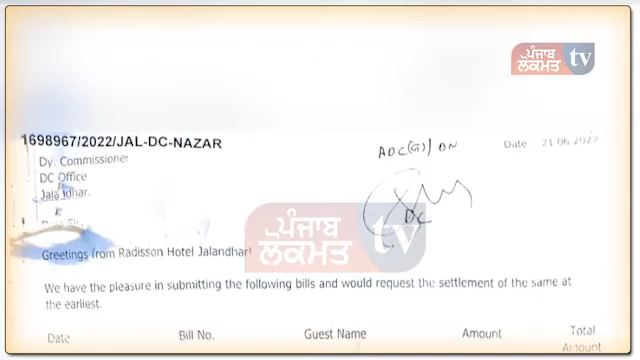 ਪੰਜਾਬ
ਲੋਕਮਤ tv
1698967/2022/JAL-DC-NAZAR
ADC(G)/DN
Date 21.06.2022
Dy. Commissioner
DC Office
Jalandhar.
DC
ਪੰਜਾਬ
ਲੋਕਮਤ tv
Greetings from Radisson Hotel Jalandhar!
We have the pleasure in submitting the following bills and would request the settlement of the same at
the earliest.
Date Bill No. Guest Name Amount Total
Amount